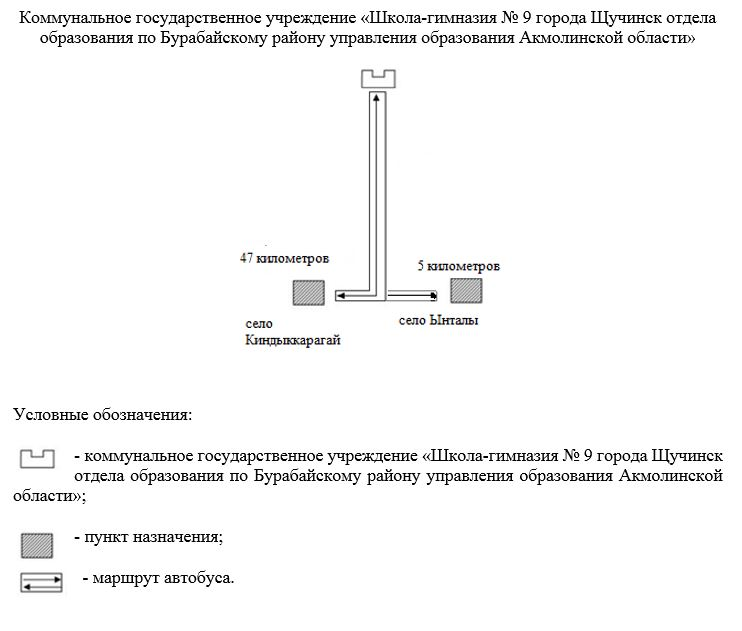 Коммунальное государственное учреждение «Школа-гимназия № 9 города Щучинск отдела
образования по Бурабайскому району управления образования Акмолинской области»
47 километров
5 километров
село
Киндыккарагай
село Ынталы
Условные обозначения:
- коммунальное государственное учреждение «Школа-гимназия № 9 города Щучинск
отдела образования по Бурабайскому району управления образования Акмолинской
области»;
- пункт назначения;
- маршрут автобуса.